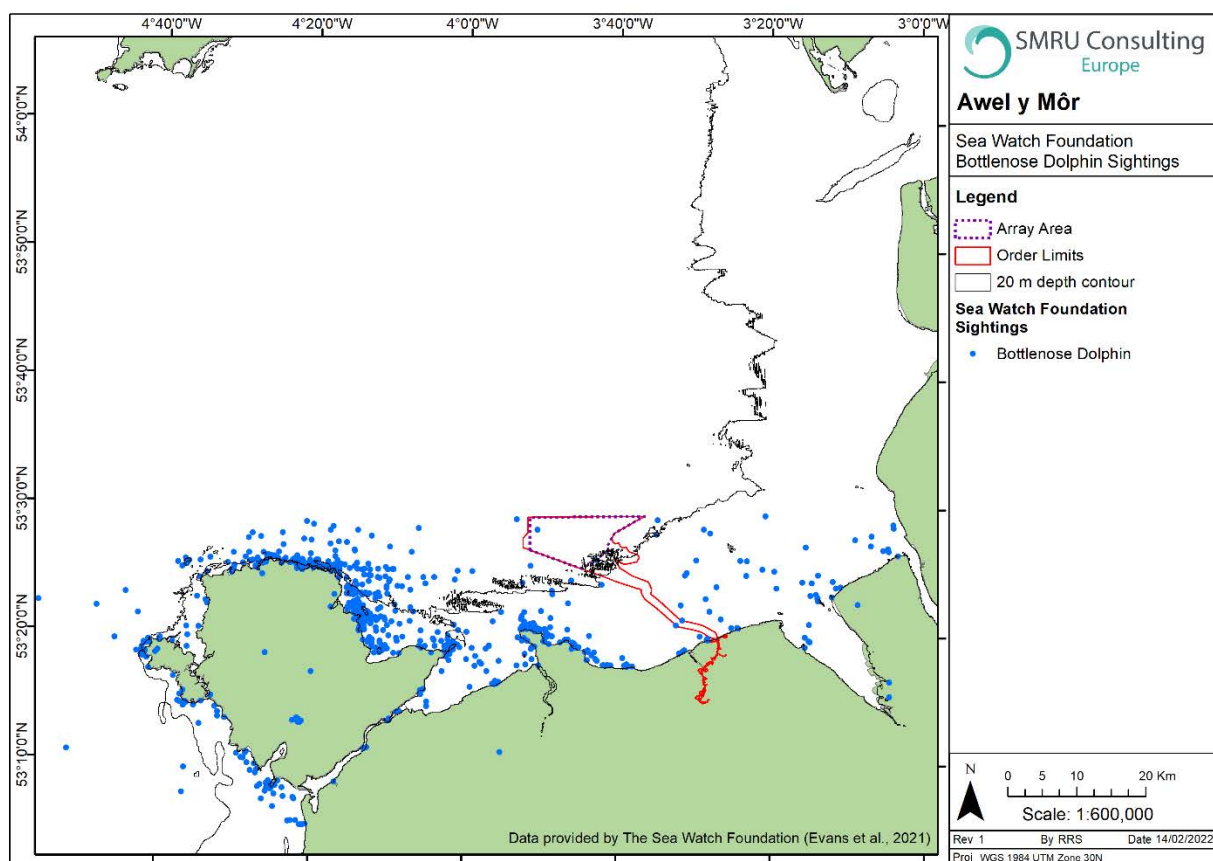 4°40'0"W 4°20'0"W 4°0'0"W 3°40'0"W 3°20'0"W 3°0'0"W
54°0'0"N
53°50'0"N
53°40'0"N
53°30'0"N
53°20'0"N
53°10'0"N
Data provided by The Sea Watch Foundation (Evans et al., 2021)
SMRU Consulting
Europe
Awel y Môr
Sea Watch Foundation
Bottlenose Dolphin Sightings
Legend
Array Area
Order Limits
20 m depth contour
Sea Watch Foundation
Sightings
Bottlenose Dolphin
N
0 5 10 20 Km
Scale: 1:600,000
Rev 1 By RRS Date 14/02/2022
Proj WGS 1984 UTM Zone 30N